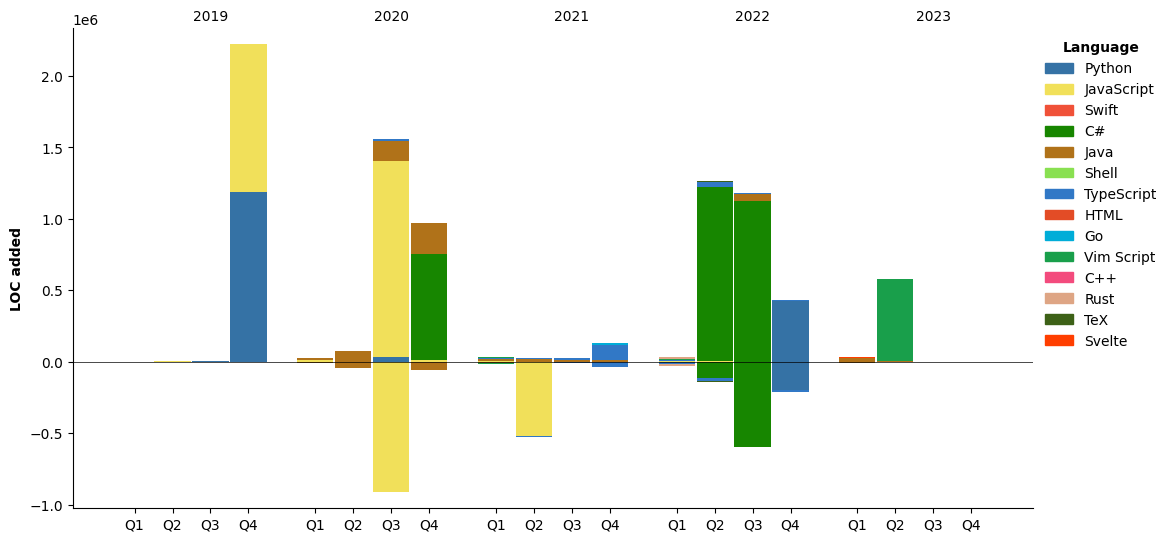 1e6
2019 2020 2021 2022 2023
LOC added
2.0
1.5
1.0
0.5
0.0
−0.5
−1.0
Q1 Q2 Q3 Q4 Q1 Q2 Q3 Q4 Q1 Q2 Q3 Q4 Q1 Q2 Q3 Q4 Q1 Q2 Q3 Q4
Language
Python
JavaScript
Swift
C#
Java
Shell
TypeScript
HTML
Go
Vim Script
C++
Rust
TeX
Svelte